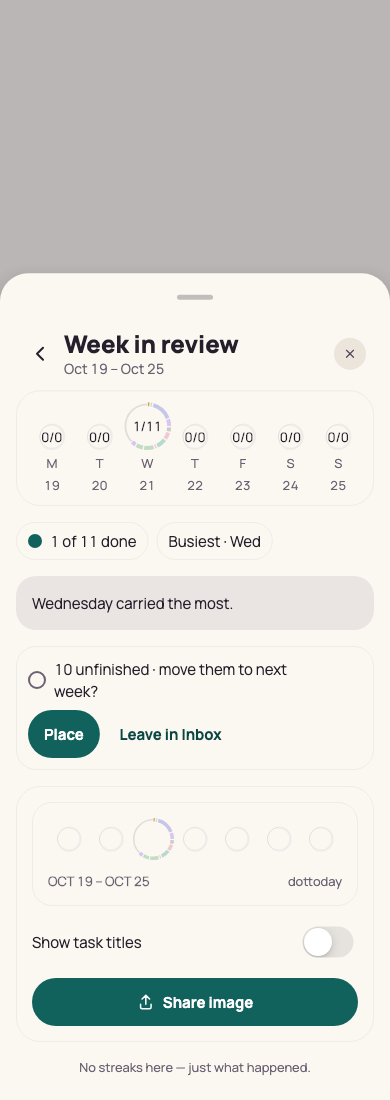 Week in review
Oct 19 – Oct 25
0/0 0/0 1/11 0/0 0/0 0/0 0/0
M T W T F S S
19 20 21 22 23 24 25
1 of 11 done
Busiest · Wed
Wednesday carried the most.
10 unfinished · move them to next
week?
Place
Leave in Inbox
OCT 19 – OCT 25
dottoday
Show task titles
Share image
No streaks here — just what happened.